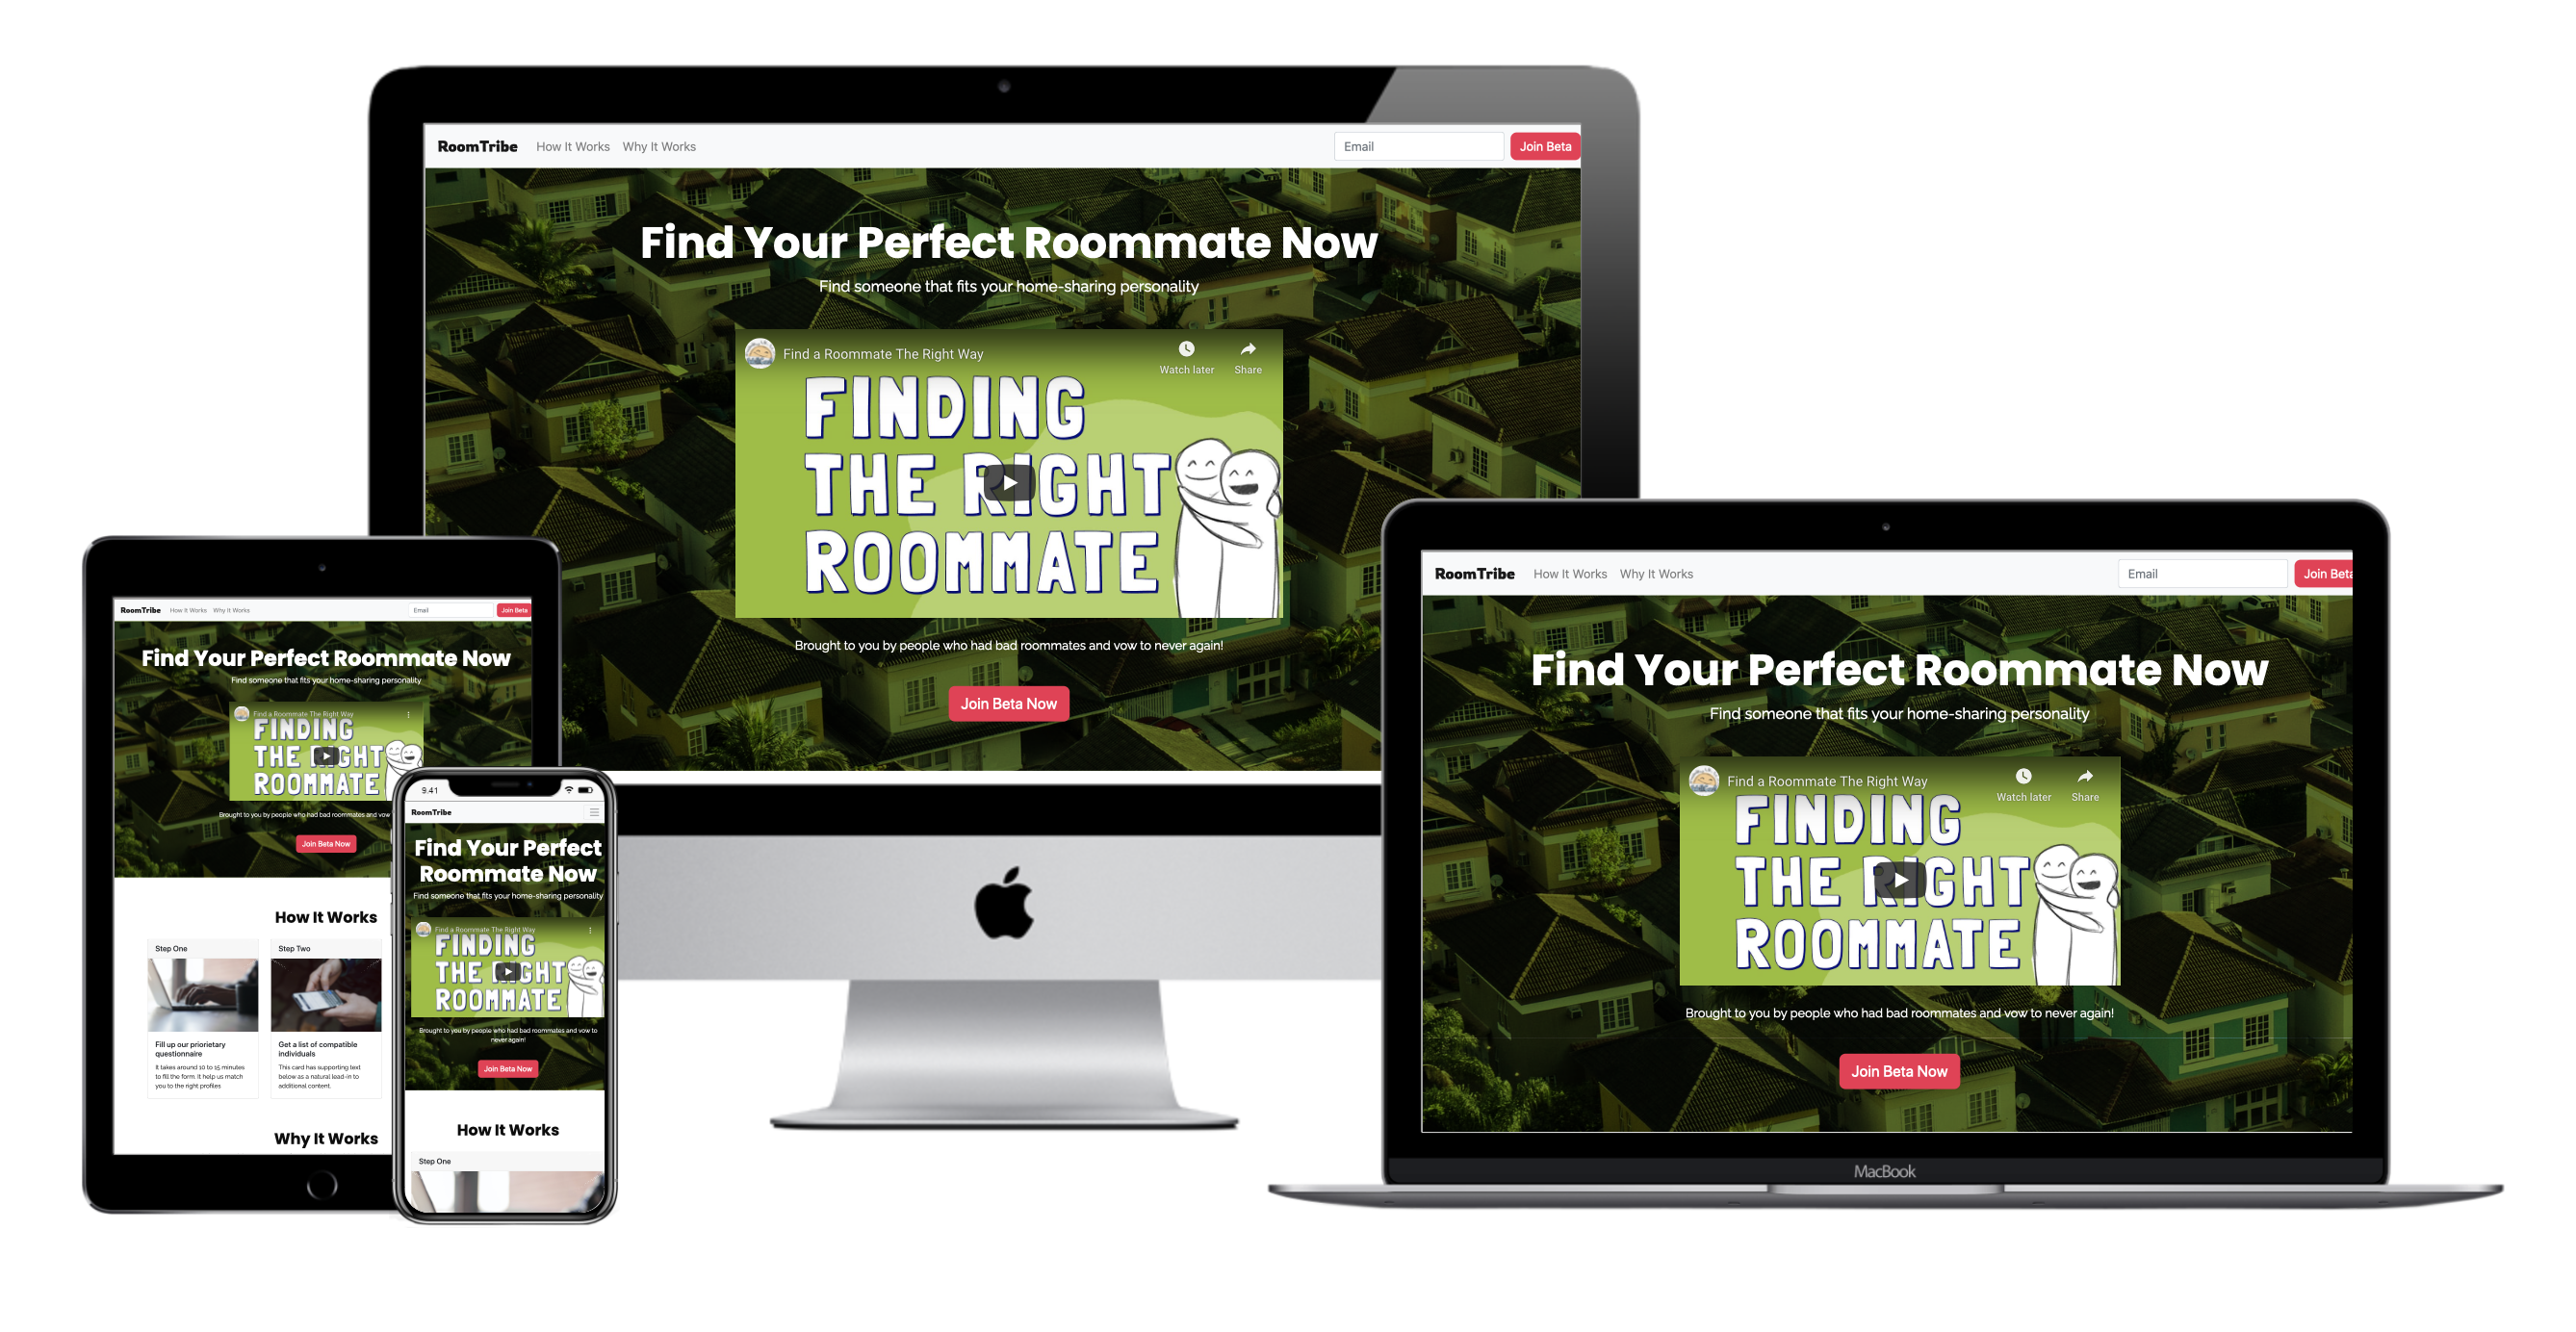 RoomTribe How It Works Why It Works Email Join Beta
Find Your Perfect Roommate Now
Find someone that fits your home-sharing personality
Find a Roommate The Right Way
Watch later Share
FINDING
THE RIGHT
ROOMMATE
Brought to you by people who had bad roommates and vow to never again!
Join Beta Now
RoomTribe How It Works Why It Works Email Join Beta
Find Your Perfect Roommate Now
Find someone that fits your home-sharing personality
Find a Roommate The Right Way
FINDING
THE RIGHT
ROOMMATE
Brought to you by people who had bad roommates and vow
Join Beta Now
How It Works
Step One
Fill up our priorietary
questionnaire
It takes around 10 to 15 minutes
to fill the form. It help us match
you to the right profiles
Step Two
Get a list of compatible
individuals
This card has supporting text
below as a natural lead-in to
additional content.
Why It Works
9.41
RoomTribe
Find Your Perfect
Roommate Now
Find someone that fits your home-sharing personality
Find a Roommate The Right Way
FINDING
THE RIGHT
ROOMMATE
Brought to you by people who had bad roommates and vow to
never again!
Join Beta Now
How It Works
Step One
RoomTribe How It Works Why It Works Email Join Beta
Find Your Perfect Roommate Now
Find someone that fits your home-sharing personality
Find a Roommate The Right Way
Watch later Share
FINDING
THE RIGHT
ROOMMATE
Brought to you by people who had bad roommates and vow to never again!
Join Beta Now
MacBook